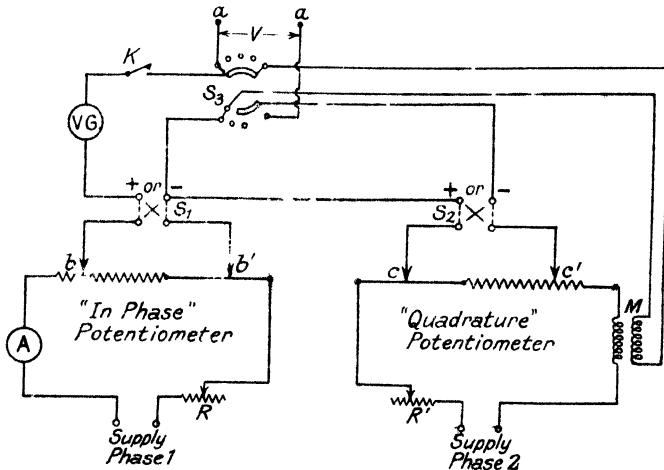 a a
V
K
S3
VG
+ or -
S1
+ or -
S2
b b'
c c'
"In Phase"
Potentiometer
"Quadrature"
Potentiometer
M
A
R
R'
Supply
Phase 1
Supply
Phase 2